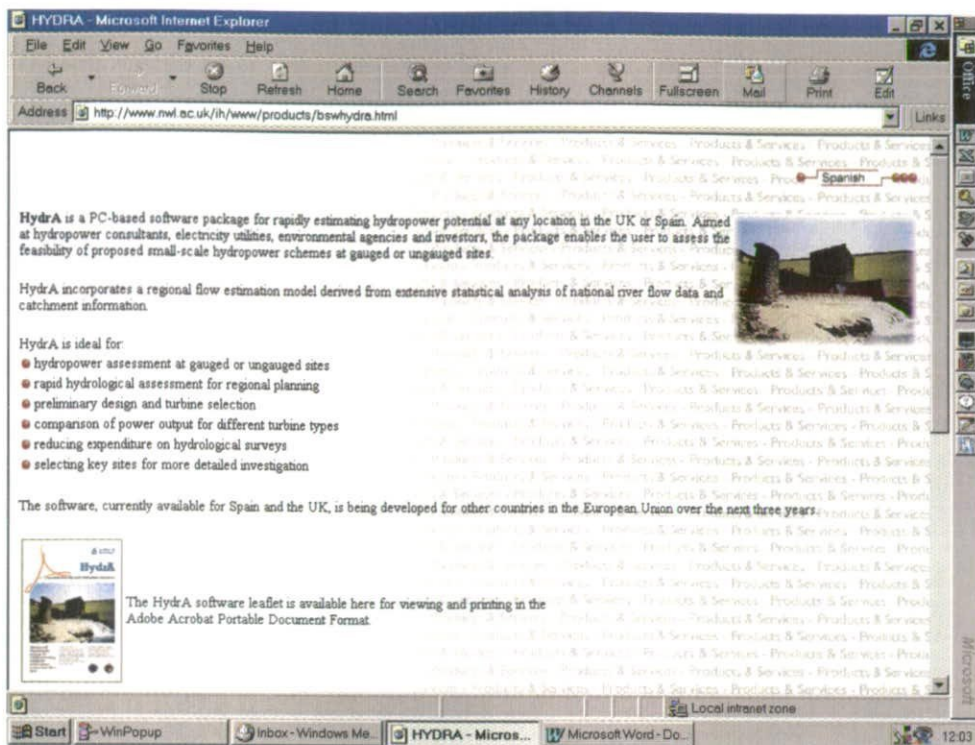 HYDRA - Microsoft Internet Explorer
File Edit View Go Favorites Help
Back Forward Stop Refresh Home Search Favorites History Channels Fullscreen Mail Print Edit
Address http://www.nwl.ac.uk/ih/www/products/bswhydra.html Links
Office
Spanish
HydrA is a PC-based software package for rapidly estimating hydropower potential at any location in the UK or Spain. Aimed
at hydropower consultants, electricity utilities, environmental agencies and investors, the package enables the user to assess the
feasibility of proposed small-scale hydropower schemes at gauged or ungauged sites.
HydrA incorporates a regional flow estimation model derived from extensive statistical analysis of national river flow data and
catchment information.
HydrA is ideal for:
hydropower assessment at gauged or ungauged sites
rapid hydrological assessment for regional planning
preliminary design and turbine selection
comparison of power output for different turbine types
reducing expenditure on hydrological surveys
selecting key sites for more detailed investigation
The software, currently available for Spain and the UK, is being developed for other countries in the European Union over the next three years.
HydrA
The HydrA software leaflet is available here for viewing and printing in the
Adobe Acrobat Portable Document Format.
Products & Services - Products & Services - Products & Services
Microsoft
Local intranet zone
Start WinPopup Inbox - Windows Me... HYDRA - Micros... Microsoft Word - Do... 12:03